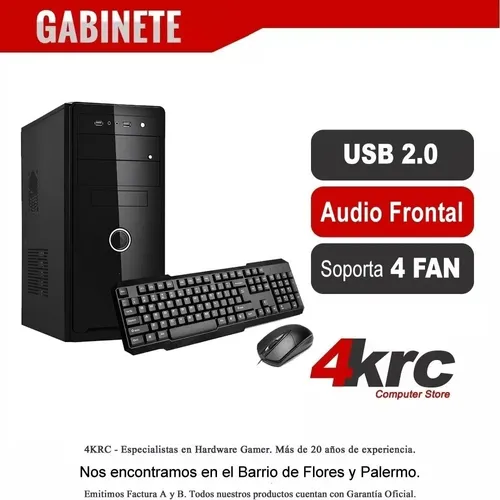 GABINETE
USB 2.0
Audio Frontal
Soporta 4 FAN
4krc
Computer Store
4KRC - Especialistas en Hardware Gamer. Más de 20 años de experiencia.
Nos encontramos en el Barrio de Flores y Palermo.
Emitimos Factura A y B. Todos nuestros productos cuentan con Garantía Oficial.